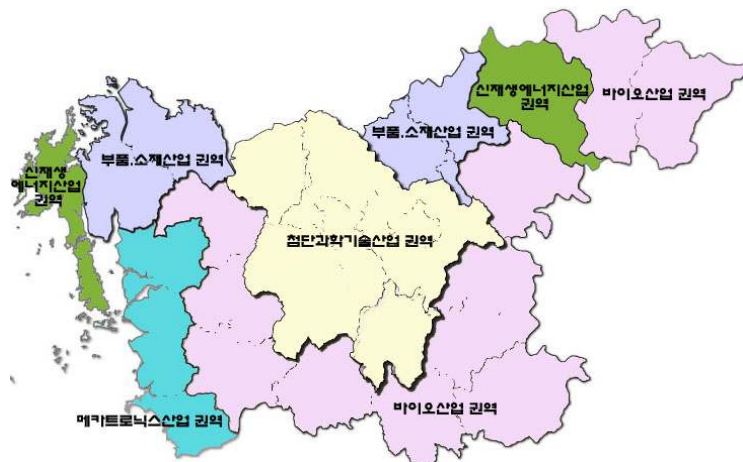 신재생에너지산업
권역
바이오산업 권역
부품.소재산업 권역
부품.소재산업 권역
신재생
에너지산업
권역
첨단과학기술산업 권역
메카트로닉스산업 권역
바이오산업 권역